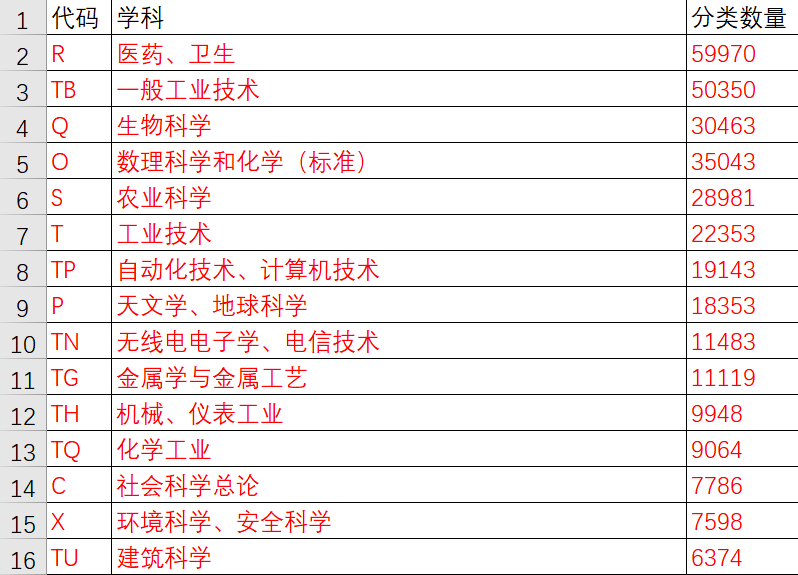 1 代码 学科 分类数量
2 R 医药、卫生 59970
3 TB 一般工业技术 50350
4 Q 生物科学 30463
5 O 数理科学和化学（标准） 35043
6 S 农业科学 28981
7 T 工业技术 22353
8 TP 自动化技术、计算机技术 19143
9 P 天文学、地球科学 18353
10 TN 无线电电子学、电信技术 11483
11 TG 金属学与金属工艺 11119
12 TH 机械、仪表工业 9948
13 TQ 化学工业 9064
14 C 社会科学总论 7786
15 X 环境科学、安全科学 7598
16 TU 建筑科学 6374